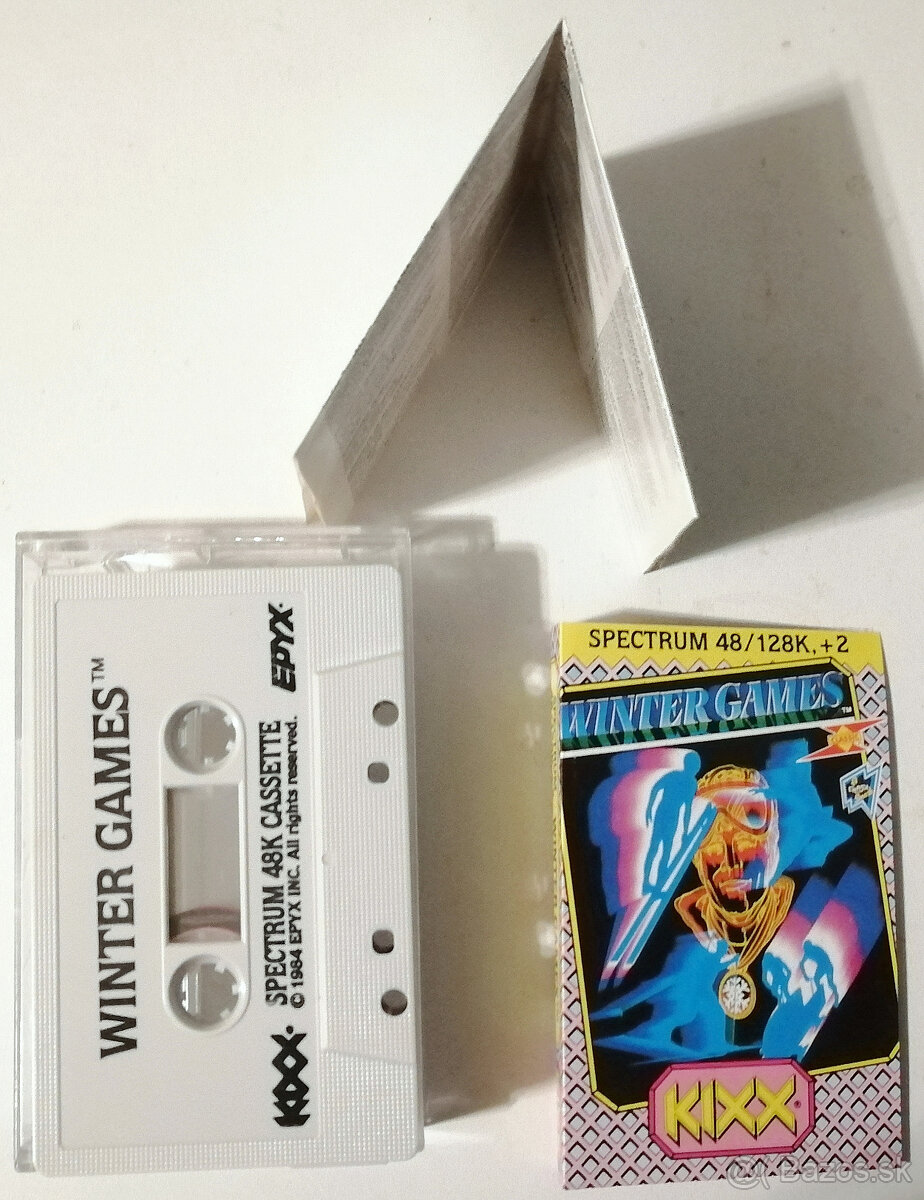 WINTER GAMES™
SPECTRUM 48K CASSETTE
© 1984 EPYX INC. All rights reserved.
KIXX
EPYX
SPECTRUM 48/128K, +2
WINTER GAMES™
KIXX
Bazos.sk